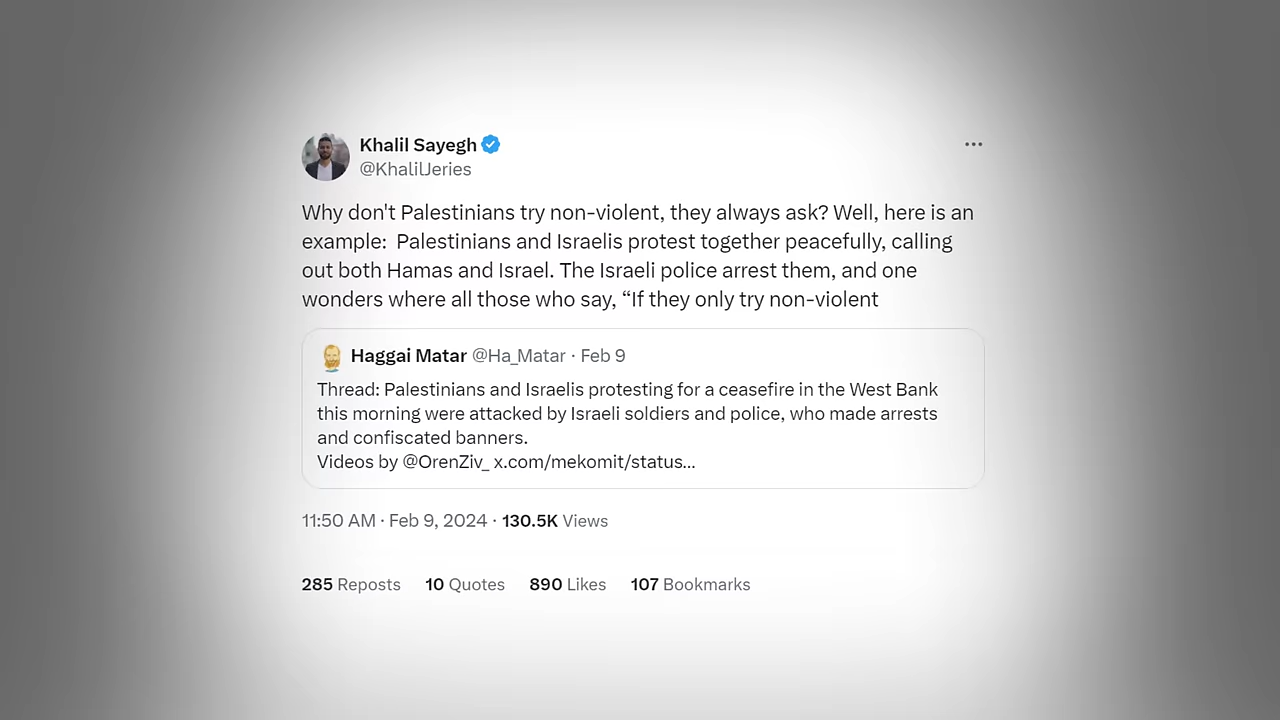 Khalil Sayegh
@KhalilJeries
Why don't Palestinians try non-violent, they always ask? Well, here is an
example:  Palestinians and Israelis protest together peacefully, calling
out both Hamas and Israel. The Israeli police arrest them, and one
wonders where all those who say, “If they only try non-violent
Haggai Matar @Ha_Matar · Feb 9
Thread: Palestinians and Israelis protesting for a ceasefire in the West Bank
this morning were attacked by Israeli soldiers and police, who made arrests
and confiscated banners.
Videos by @OrenZiv_ x.com/mekomit/status...
11:50 AM · Feb 9, 2024 · 130.5K Views
285 Reposts 10 Quotes 890 Likes 107 Bookmarks